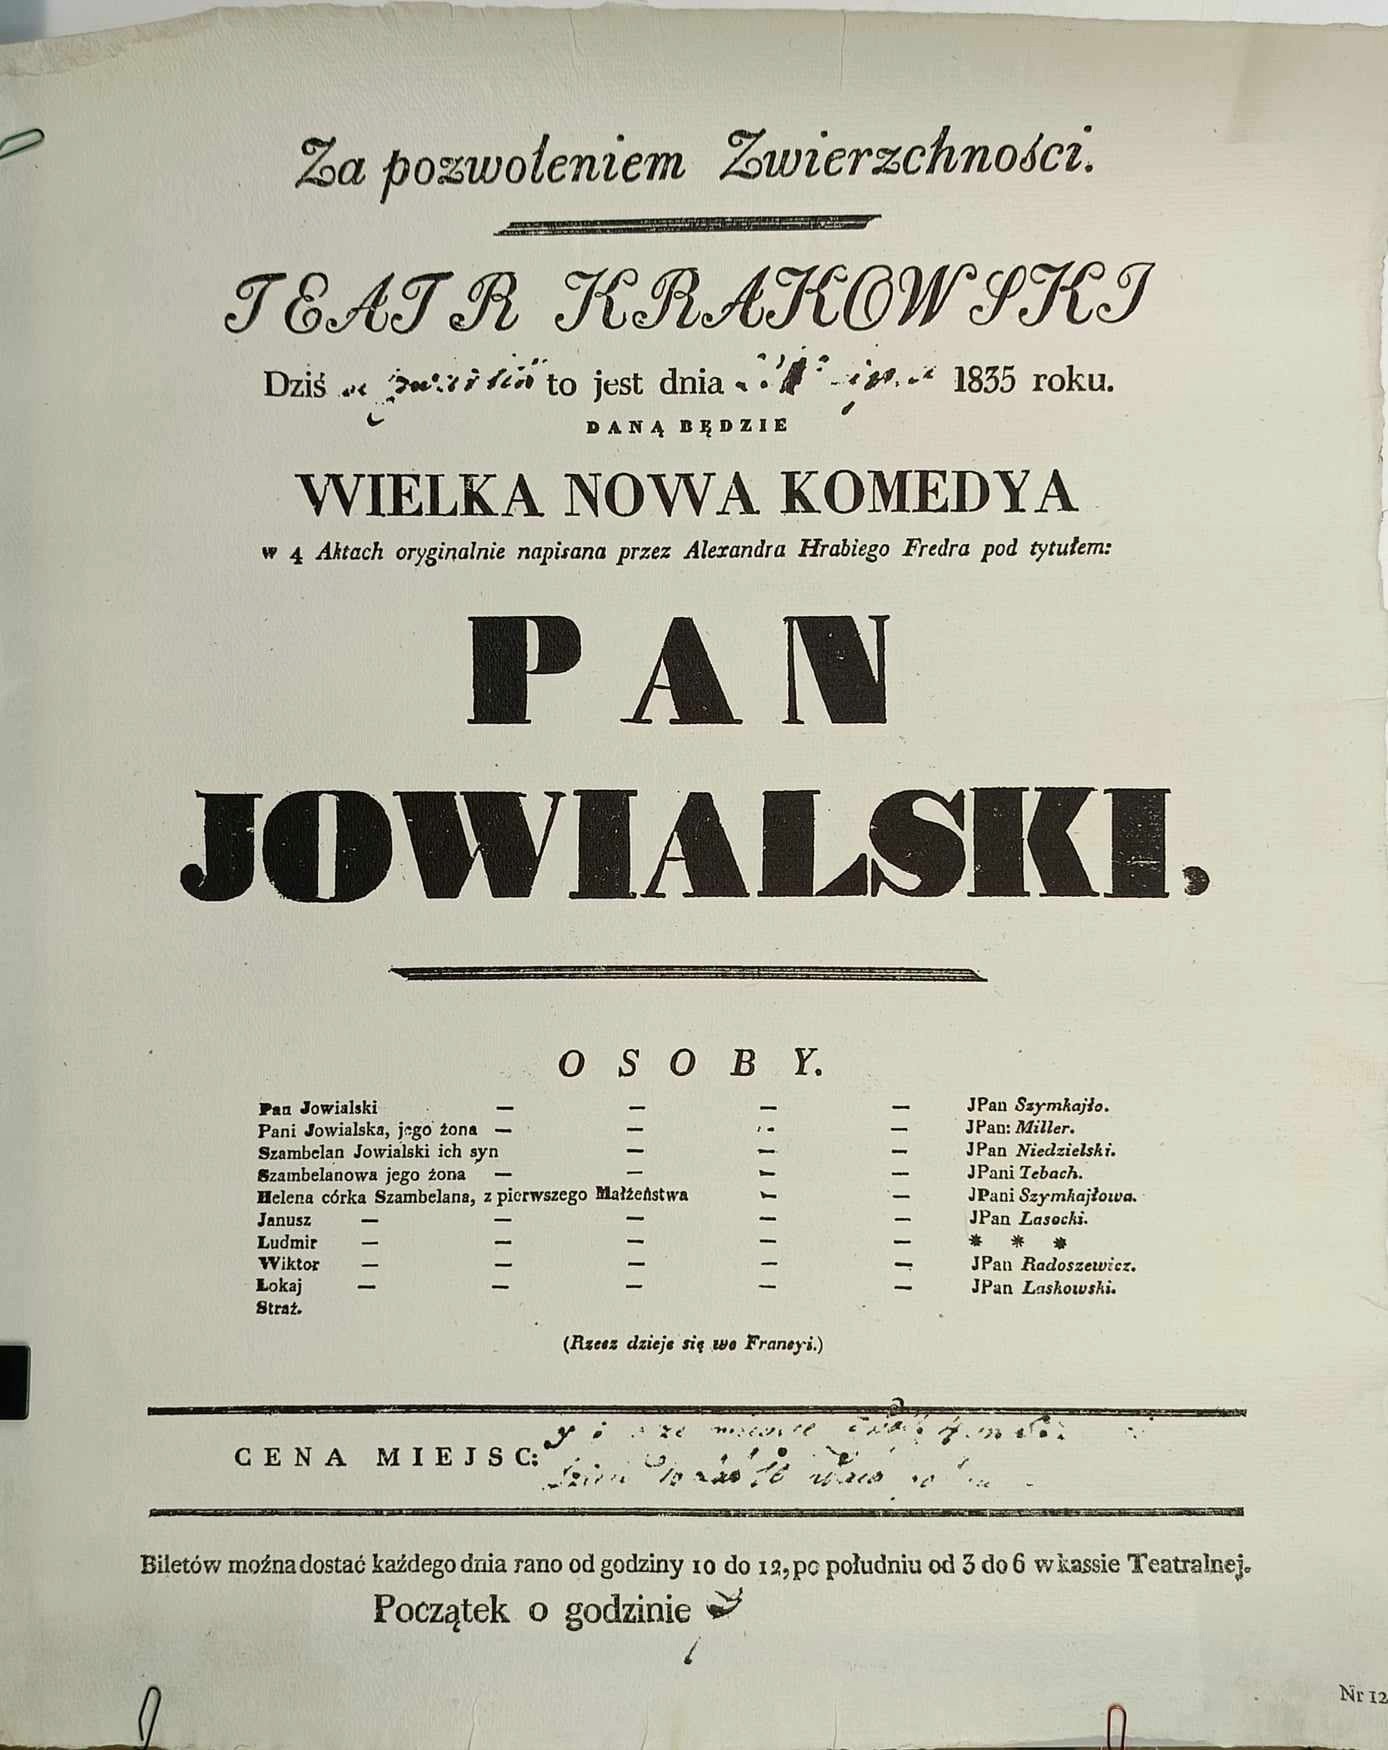 Za pozwoleniem Zwierzchności.
TEATR KRAKOWSKI
Dziś to jest dnia 1835 roku.
DANĄ BĘDZIE
WIELKA NOWA KOMEDYA
w 4 Aktach oryginalnie napisana przez Alexandra Hrabiego Fredra pod tytułem:
PAN
JOWIALSKI,
OSOBY.
Pan Jowialski — — — — JPan Szymkajło.
Pani Jowialska, jego żona — — — — JPan: Miller.
Szambelan Jowialski ich syn — — — JPan Niedzielski.
Szambelanowa jego żona — — — — JPani Tebach.
Helena córka Szambelana, z pierwszego Małżeństwa — — JPani Szymkajłowa.
Janusz — — — — — JPan Lasocki.
Ludmir — — — — — * * *
Wiktor — — — — — JPan Radoszewicz.
Lokaj — — — — — JPan Laskowski.
Straż.
(Rzecz dzieje się we Francyi.)
CENA MIEJSC:
Biletów można dostać każdego dnia rano od godziny 10 do 12, po południu od 3 do 6 w kassie Teatralnej.
Początek o godzinie
Nr 12